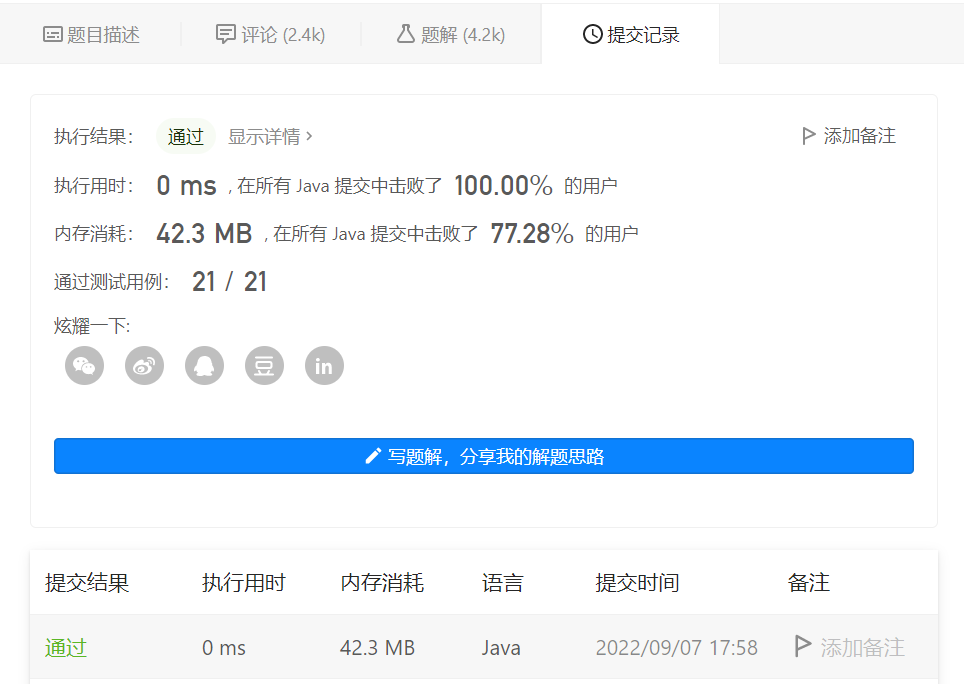 题目描述 评论 (2.4k) 题解 (4.2k) 提交记录
执行结果： 通过 显示详情 > 添加备注
执行用时： 0 ms , 在所有 Java 提交中击败了 100.00% 的用户
内存消耗： 42.3 MB , 在所有 Java 提交中击败了 77.28% 的用户
通过测试用例： 21 / 21
炫耀一下:
豆 in
写题解，分享我的解题思路
提交结果 执行用时 内存消耗 语言 提交时间 备注
通过 0 ms 42.3 MB Java 2022/09/07 17:58 添加备注